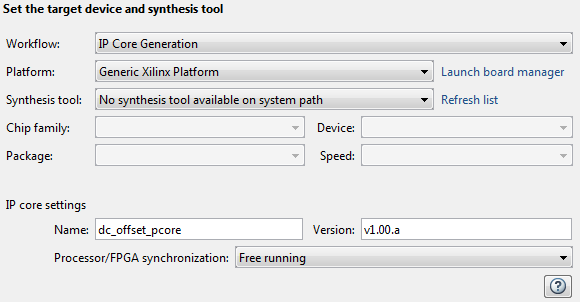 Set the target device and synthesis tool
Workflow: IP Core Generation
Platform: Generic Xilinx Platform Launch board manager
Synthesis tool: No synthesis tool available on system path Refresh list
Chip family: Device:
Package: Speed:
IP core settings
Name: dc_offset_pcore Version: v1.00.a
Processor/FPGA synchronization: Free running
?